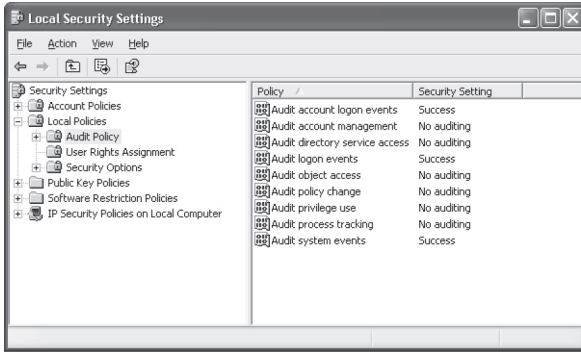 Local Security Settings
File Action View Help
Security Settings
Account Policies
Local Policies
Audit Policy
User Rights Assignment
Security Options
Public Key Policies
Software Restriction Policies
IP Security Policies on Local Computer
Policy Security Setting
Audit account logon events Success
Audit account management No auditing
Audit directory service access No auditing
Audit logon events Success
Audit object access No auditing
Audit policy change No auditing
Audit privilege use No auditing
Audit process tracking No auditing
Audit system events Success